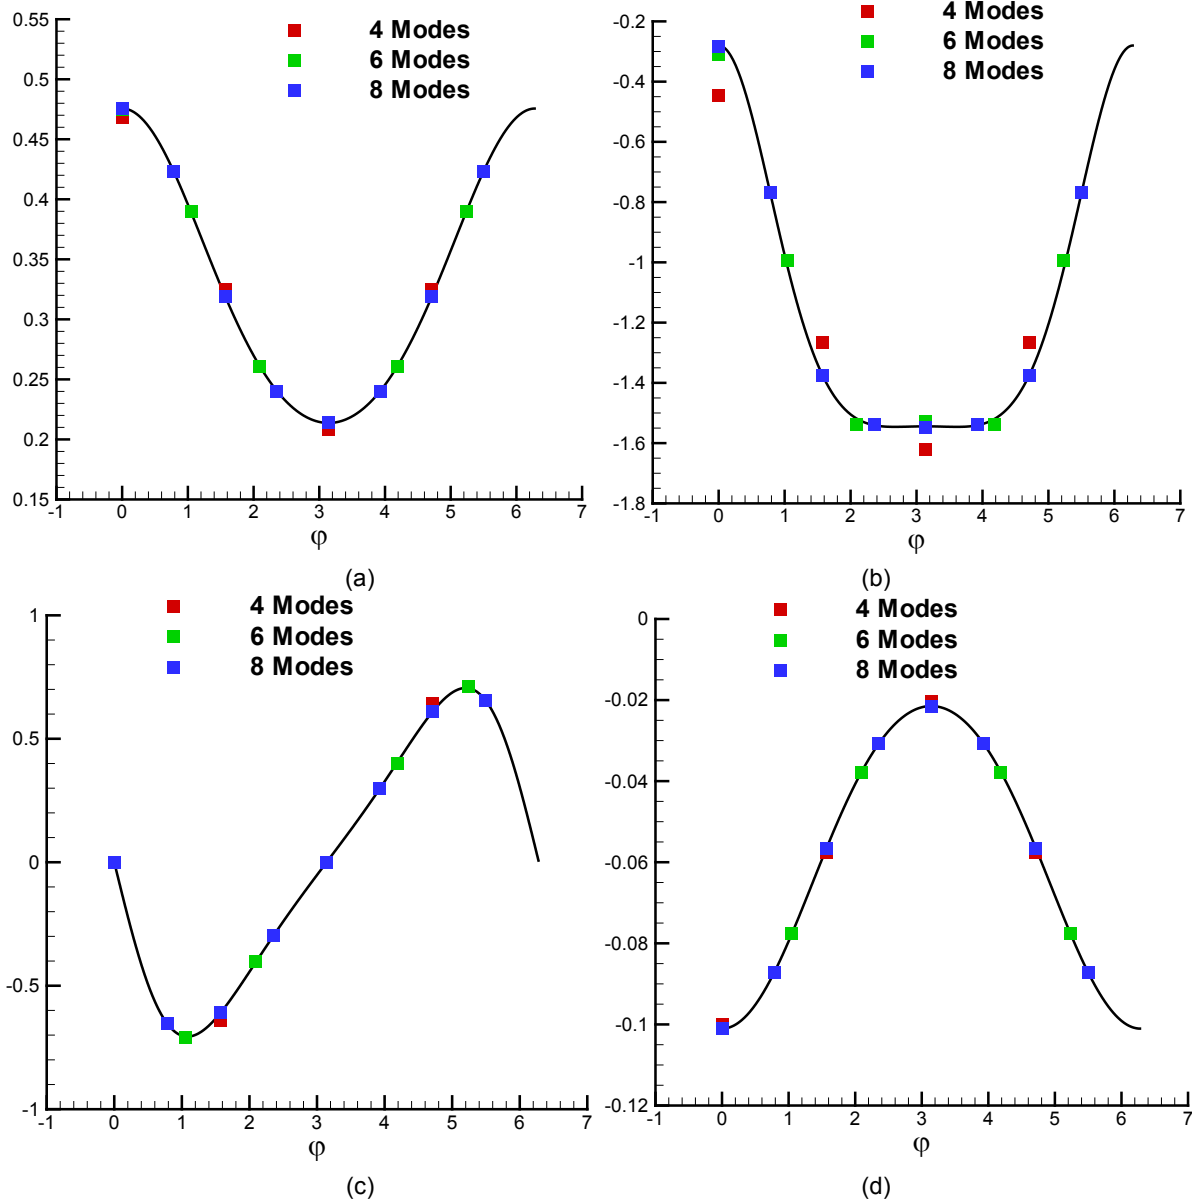 4 Modes
6 Modes
8 Modes
0.55
0.5
0.45
0.4
0.35
0.3
0.25
0.2
0.15
-1 0 1 2 3 4 5 6 7
φ
(a)
4 Modes
6 Modes
8 Modes
-0.2
-0.4
-0.6
-0.8
-1
-1.2
-1.4
-1.6
-1.8
-1 0 1 2 3 4 5 6 7
φ
(b)
4 Modes
6 Modes
8 Modes
1
0.5
0
-0.5
-1
-1 0 1 2 3 4 5 6 7
φ
(c)
4 Modes
6 Modes
8 Modes
0
-0.02
-0.04
-0.06
-0.08
-0.1
-0.12
-1 0 1 2 3 4 5 6 7
φ
(d)